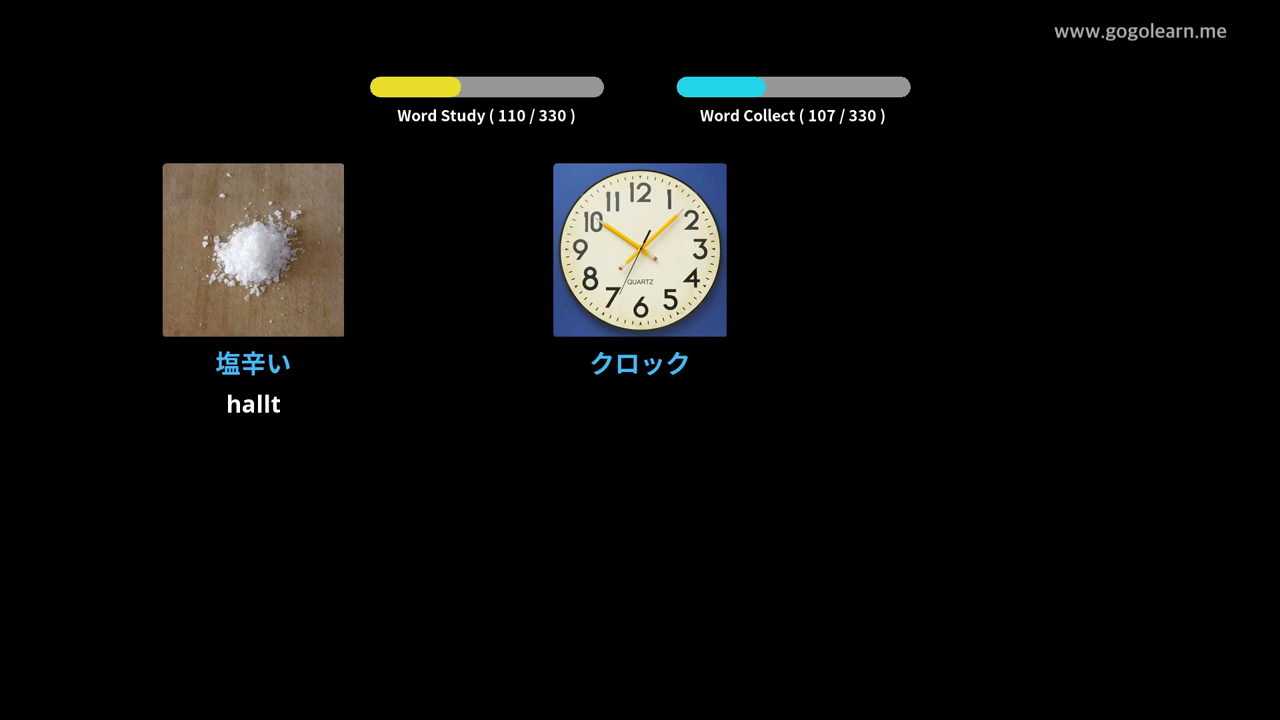 www.gogolearn.me
Word Study ( 110 / 330 )
Word Collect ( 107 / 330 )
12
11
1
10
2
9
3
8
4
QUARTZ
7
5
6
塩辛い
クロック
hallt